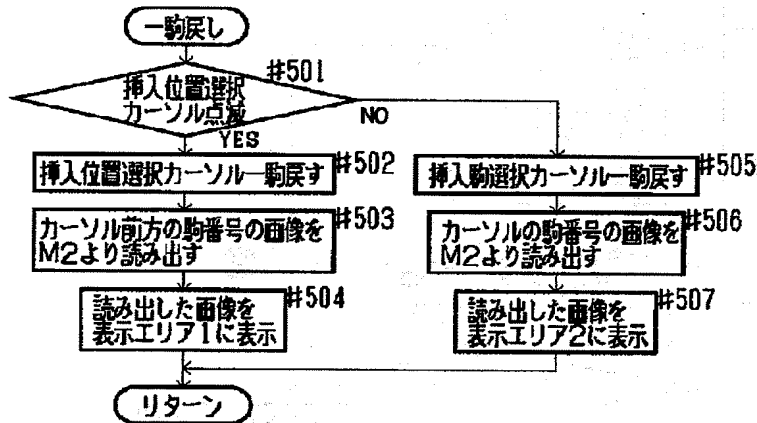 一駒戻し
#501
挿入位置選択
カーソル点滅
NO
YES
挿入位置選択カーソル一駒戻す
#502
カーソル前方の駒番号の画像を
M2より読み出す
#503
読み出した画像を
表示エリア1に表示
#504
挿入駒選択カーソル一駒戻す
#505
カーソルの駒番号の画像を
M2より読み出す
#506
読み出した画像を
表示エリア2に表示
#507
リターン